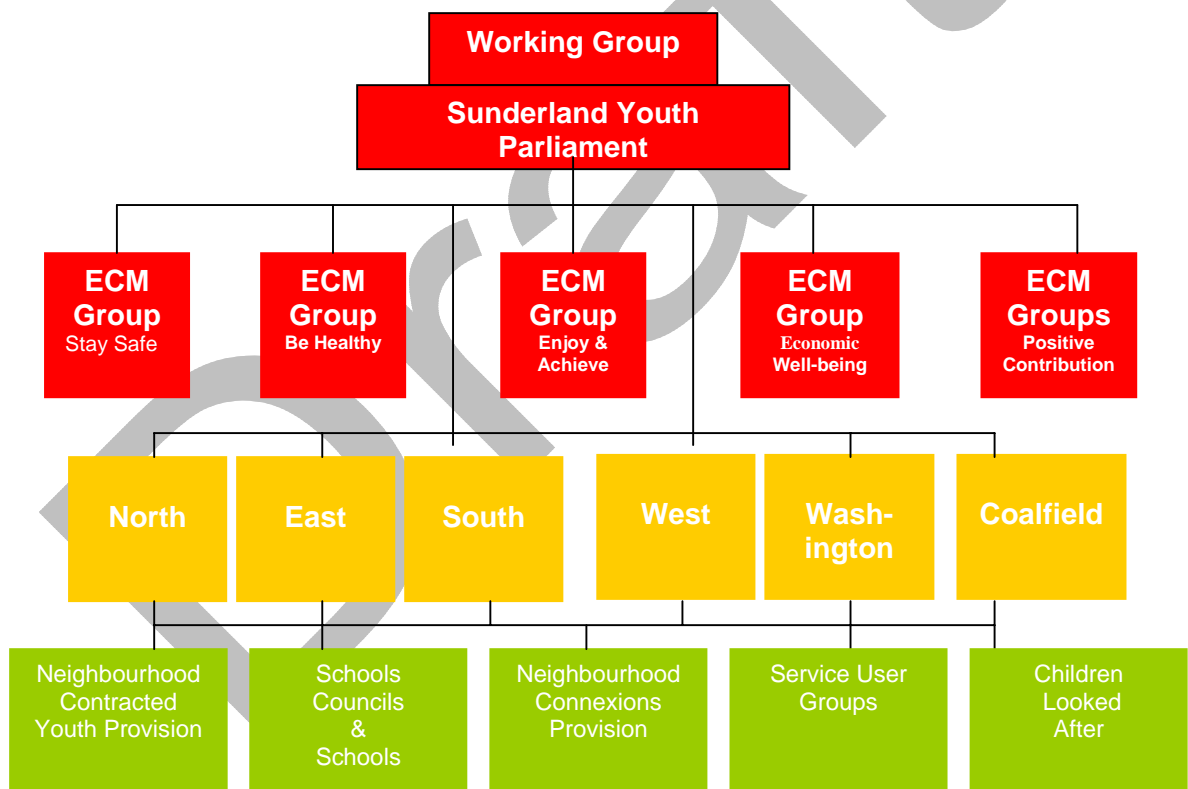 Working Group
Sunderland Youth
Parliament
ECM
Group
Stay Safe
ECM
Group
Be Healthy
ECM
Group
Enjoy &
Achieve
ECM
Group
Economic
Well-being
ECM
Groups
Positive
Contribution
North
East
South
West
Wash-
ington
Coalfield
Neighbourhood
Contracted
Youth Provision
Schools
Councils
&
Schools
Neighbourhood
Connexions
Provision
Service User
Groups
Children
Looked
After
Draft